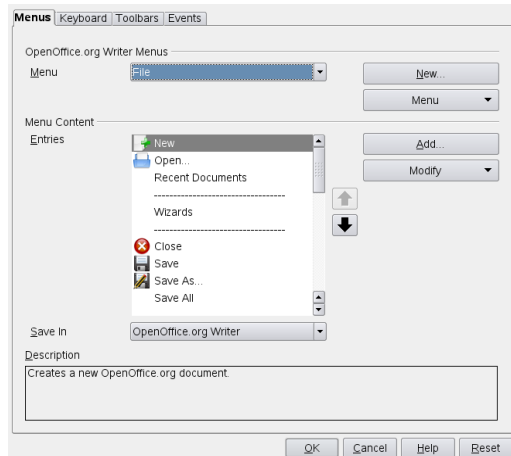 Menus Keyboard Toolbars Events
OpenOffice.org Writer Menus
Menu File New...
Menu
Menu Content
Entries New Add...
Open... Modify
Recent Documents
----------------------------------
Wizards
----------------------------------
Close
Save
Save As...
Save All
Save In OpenOffice.org Writer
Description
Creates a new OpenOffice.org document.
OK Cancel Help Reset